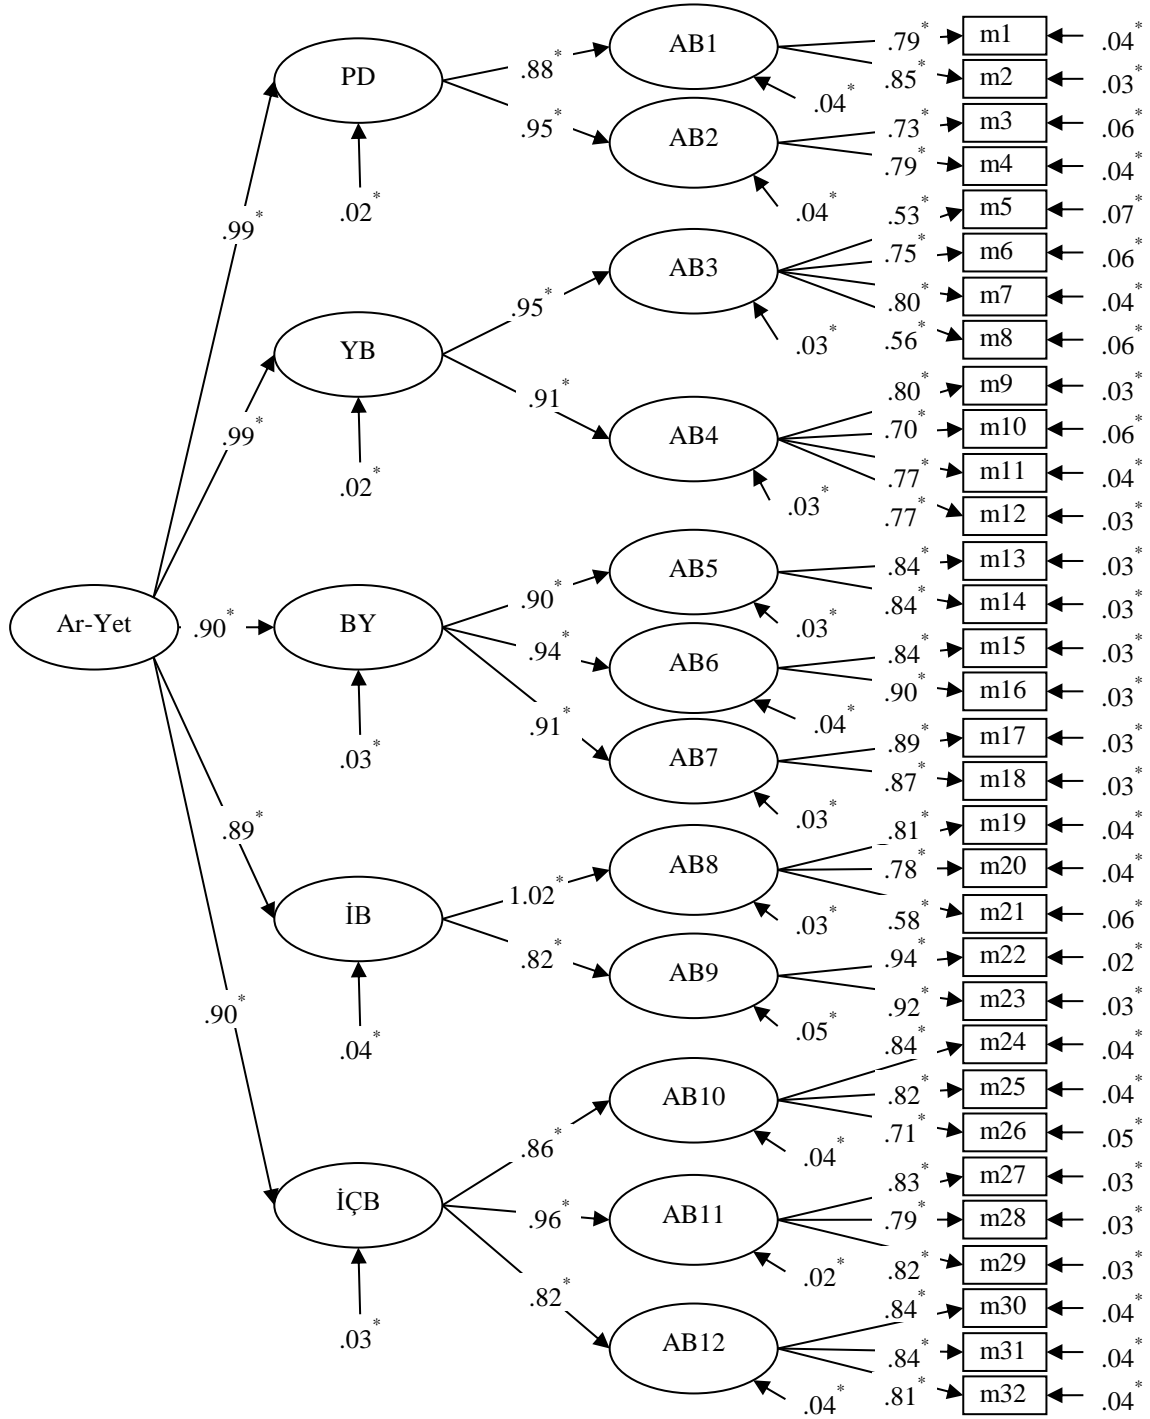 AB1 .79* m1 .04*
PD .88* .85* m2 .03*
.04*
.95* AB2 .73* m3 .06*
.79* m4 .04*
.02* .04* .53* m5 .07*
.99* AB3 .75* m6 .06*
.95* .80* m7 .04*
YB .03* .56* m8 .06*
.91* .80* m9 .03*
.99* AB4 .70* m10 .06*
.02* .77* m11 .04*
.03* .77* m12 .03*
AB5 .84* m13 .03*
.90* .84* m14 .03*
Ar-Yet .90* BY .03*
.94* AB6 .84* m15 .03*
.90* m16 .03*
.91* .04*
.03* AB7 .89* m17 .03*
.87* m18 .03*
.03*
.89* .81* m19 .04*
AB8 .78* m20 .04*
1.02* .58* m21 .06*
İB .03*
.82* AB9 .94* m22 .02*
.92* m23 .03*
.90* .05*
.04* .84* m24 .04*
AB10 .82* m25 .04*
.86* .71* m26 .05*
.04*
İÇB .83* m27 .03*
.96* AB11 .79* m28 .03*
.02* .82* m29 .03*
.82* .84* m30 .04*
.03* AB12 .84* m31 .04*
.04* .81* m32 .04*